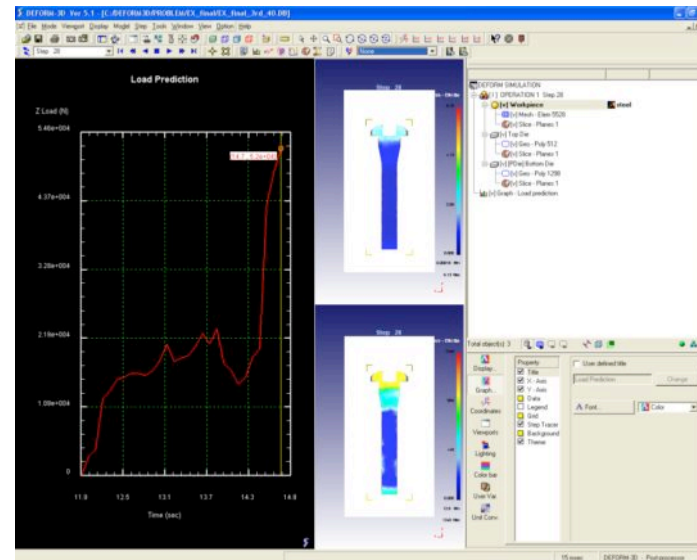 DEFORM-3D Ver 5.1 - [C:/DEFORM3D/PROBLEM/EX_final/EX_final_3rd_40.DB]
File Mode Viewport Display Model Step Tools Window View Option Help
Step 28
None
Load Prediction
Z Load (N)
5.46e+004
4.37e+004
3.28e+004
2.19e+004
1.09e+004
0
11.9
12.5
13.1
13.7
14.3
14.9
Time (sec)
Step 28
Step 28
DEFORM SIMULATION
OPERATION 1 Step 28
Workpiece
steel
Mesh - Elem 5526
Slice - Planes 1
Top Die
Geo - Poly 512
Slice - Planes 1
Bottom Die
Geo - Poly 1298
Slice - Planes 1
Graph - Load prediction
Total object(s) 3
Display...
Graph...
Coordinates
Viewports
Lighting
Color bar
User Var.
Unit Conv.
Property
Title
X - Axis
Y - Axis
Data
Legend
Grid
Step Tracer
Background
Theme
User defined title
Load Prediction
Change
Font...
Color
DEFORM-3D - Post-processor